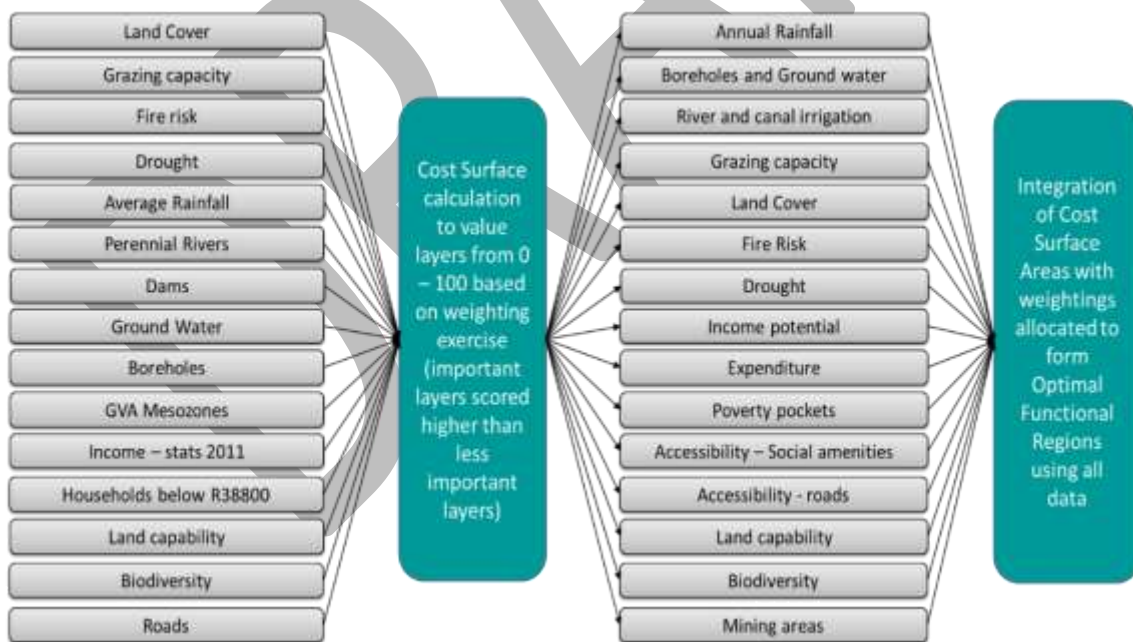 Land Cover
Grazing capacity
Fire risk
Drought
Average Rainfall
Perennial Rivers
Dams
Ground Water
Boreholes
GVA Mesozones
Income – stats 2011
Households below R38800
Land capability
Biodiversity
Roads
Cost Surface
calculation
to value
layers from 0
– 100 based
on weighting
exercise
(important
layers scored
higher than
less
important
layers)
Annual Rainfall
Boreholes and Ground water
River and canal irrigation
Grazing capacity
Land Cover
Fire Risk
Drought
Income potential
Expenditure
Poverty pockets
Accessibility – Social amenities
Accessibility - roads
Land capability
Biodiversity
Mining areas
Integration
of Cost
Surface
Areas with
weightings
allocated to
form
Optimal
Functional
Regions
using all
data